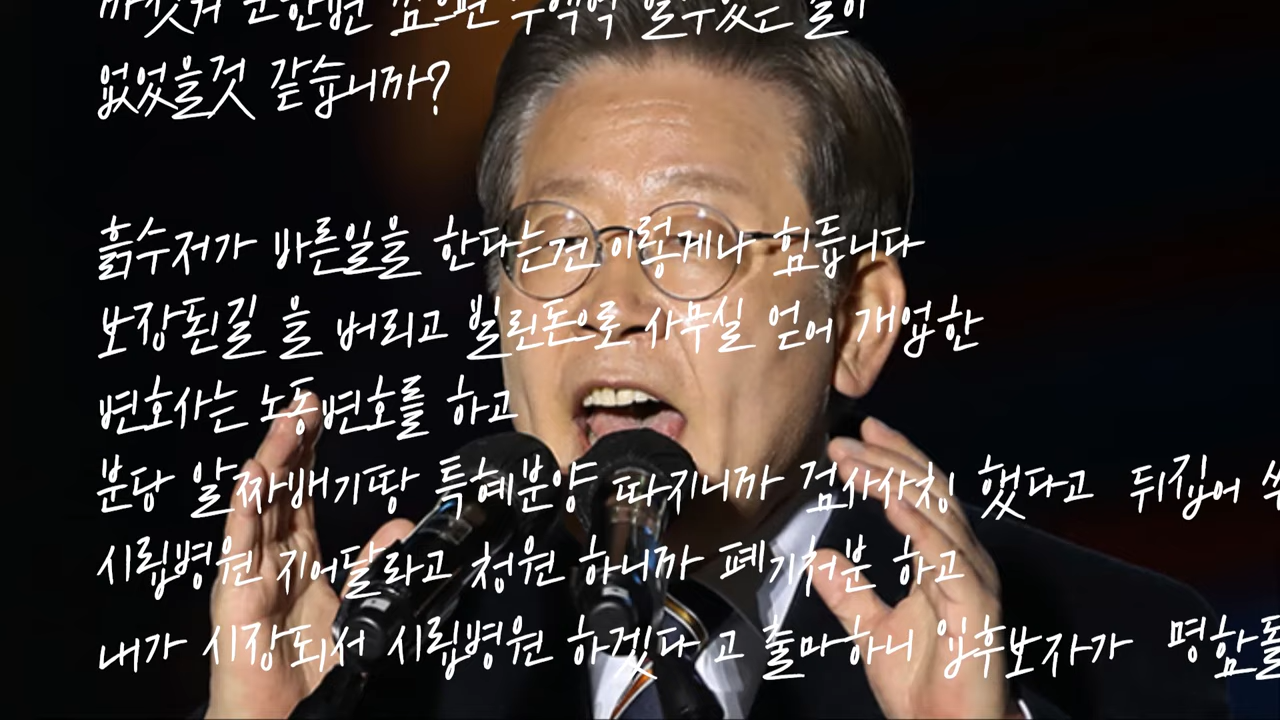 없었을것 같습니까?
흙수저가 바른일을 한다는건 이렇게나 힘듭니다
보장된길 을 버리고 빌린돈으로 사무실 얻어 개업한
변호사는 노동변호를 하고
분당 알짜배기땅 특혜분양 따지니까 검사사칭 했다고 뒤집어
시립병원 지어달라고 청원 하니까 폐기처분 하고
내가 시장되서 시립병원 하겠다 고 출마하니 입후보자가 명함돌